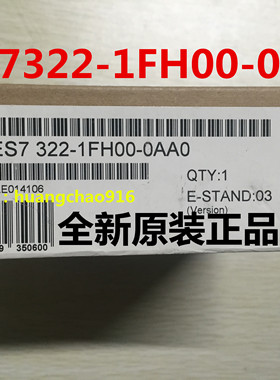 7322-1FH00-0
ES7 322-1FH00-0AA0
E014106
QTY:1
E-STAND:03
(Version)
: huangchao916
9 350600
全新原装正品